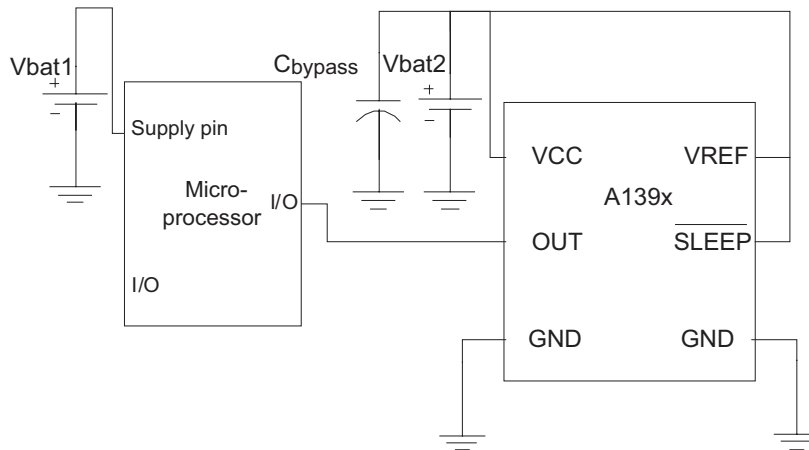 Vbat1
+
−
Cbypass
Vbat2
+
−
Supply pin
Micro-
processor
I/O
I/O
VCC
VREF
A139x
OUT
SLEEP
GND
GND